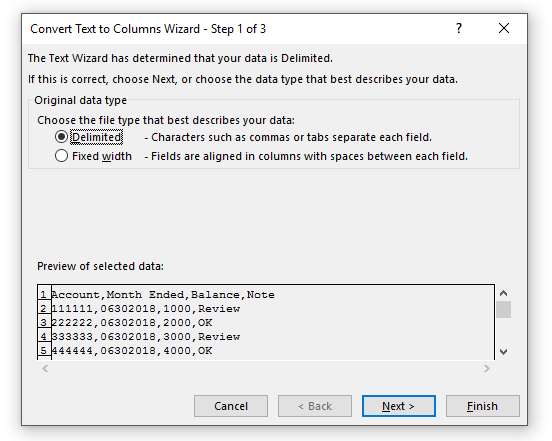 Convert Text to Columns Wizard - Step 1 of 3 ?
The Text Wizard has determined that your data is Delimited.
If this is correct, choose Next, or choose the data type that best describes your data.
Original data type
Choose the file type that best describes your data:
Delimited - Characters such as commas or tabs separate each field.
Fixed width - Fields are aligned in columns with spaces between each field.
Preview of selected data:
1 Account,Month Ended,Balance,Note
2 111111,06302018,1000,Review
3 222222,06302018,2000,OK
4 333333,06302018,3000,Review
5 444444,06302018,4000,OK
Cancel < Back Next > Finish